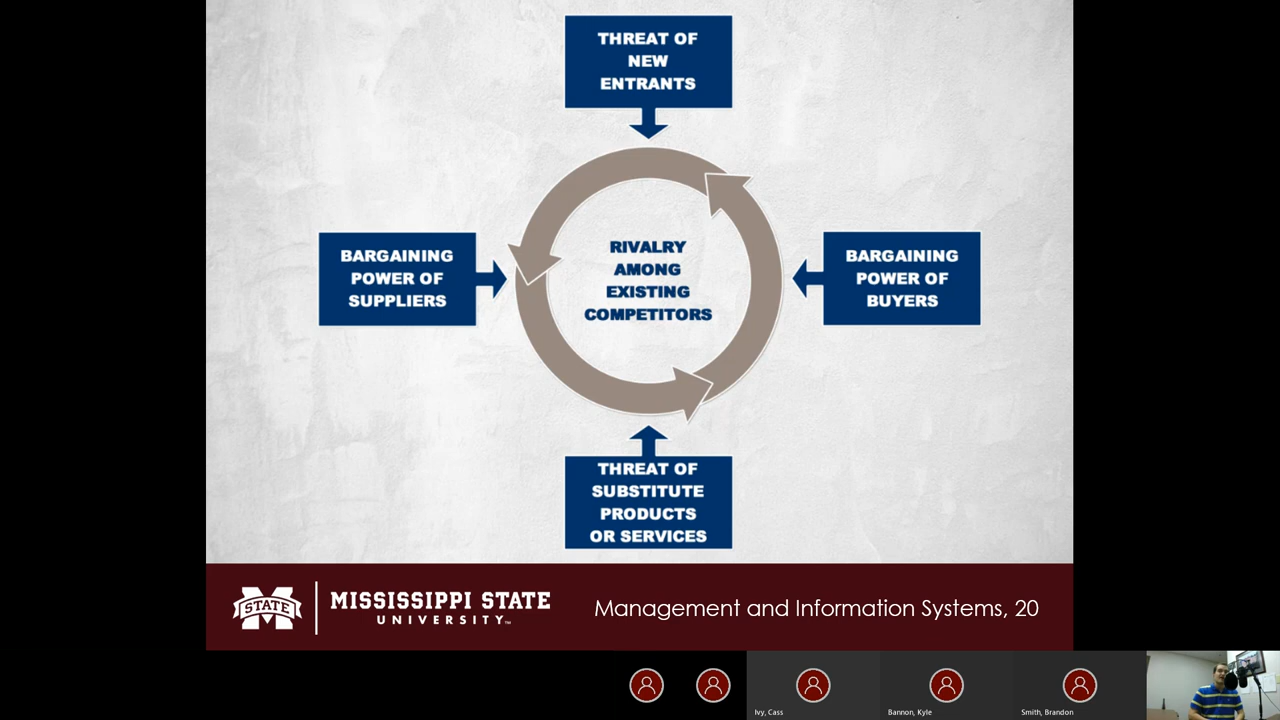 THREAT OF
NEW
ENTRANTS
BARGAINING
POWER OF
SUPPLIERS
RIVALRY
AMONG
EXISTING
COMPETITORS
BARGAINING
POWER OF
BUYERS
THREAT OF
SUBSTITUTE
PRODUCTS
OR SERVICES
STATE
MISSISSIPPI STATE
UNIVERSITY™
Management and Information Systems, 20
Ivy, Cass
Bannon, Kyle
Smith, Brandon